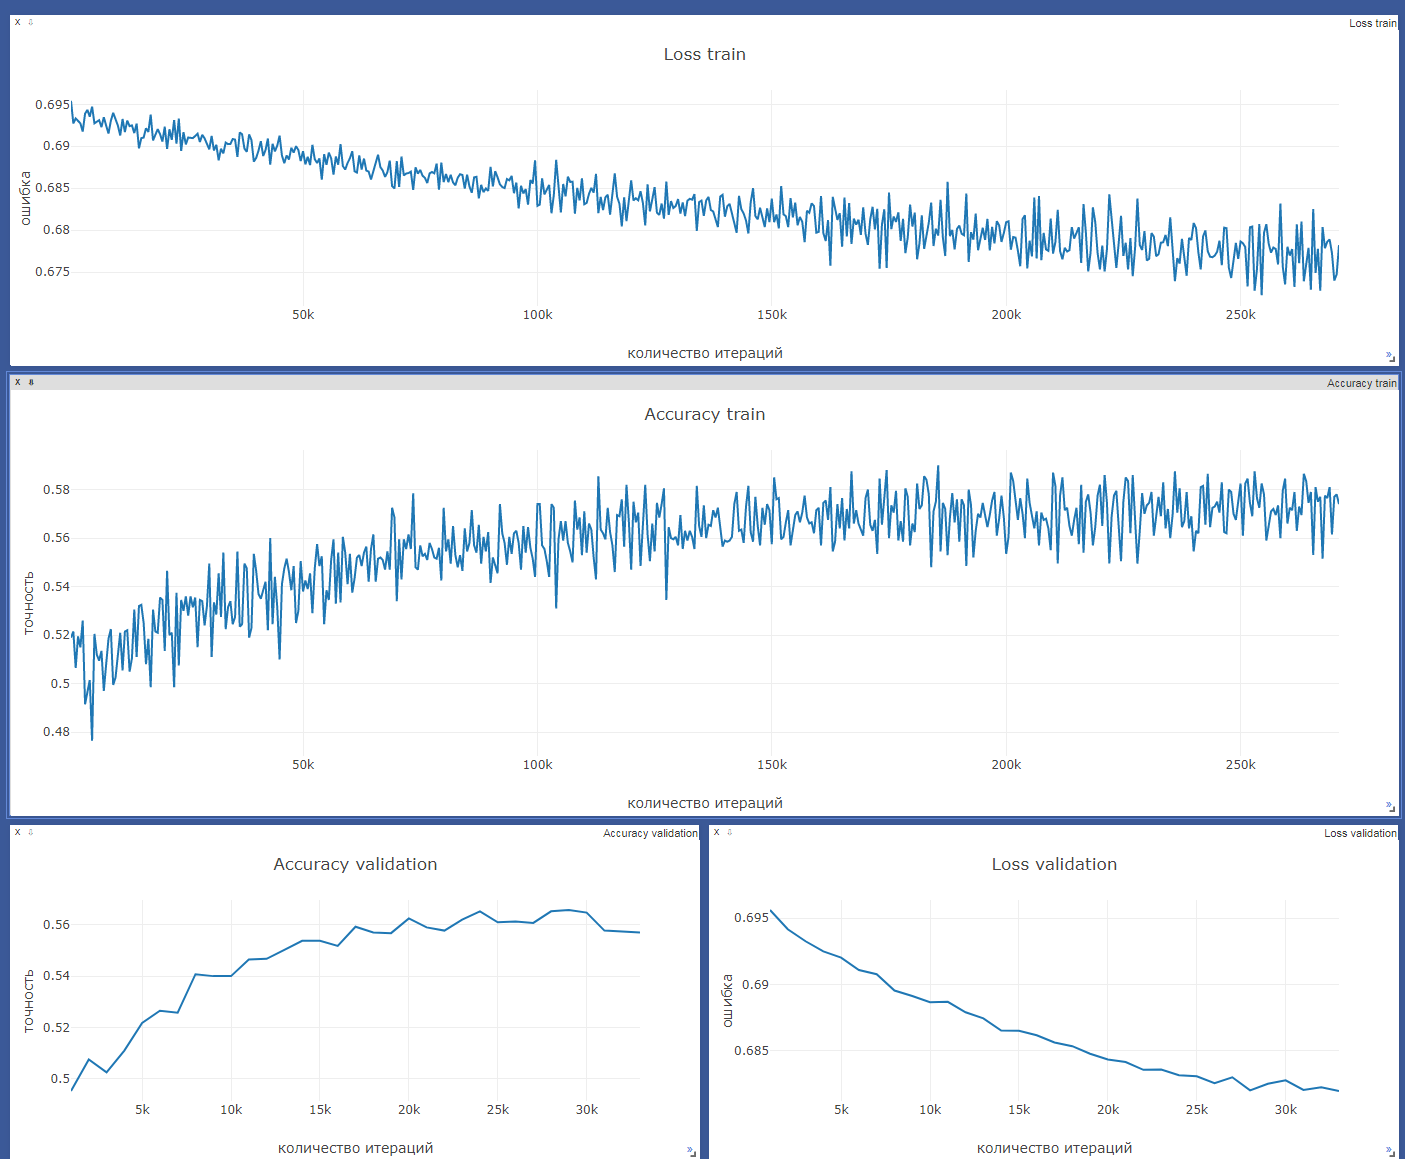 X ⇩ Loss train
Loss train
ошибка
0.695
0.69
0.685
0.68
0.675
50k 100k 150k 200k 250k
количество итераций
»
X ⇩ Accuracy train
Accuracy train
точность
0.58
0.56
0.54
0.52
0.5
0.48
50k 100k 150k 200k 250k
количество итераций
»
X ⇩ Accuracy validation
Accuracy validation
точность
0.56
0.54
0.52
0.5
5k 10k 15k 20k 25k 30k
количество итераций
»
X ⇩ Loss validation
Loss validation
ошибка
0.695
0.69
0.685
5k 10k 15k 20k 25k 30k
количество итераций
»